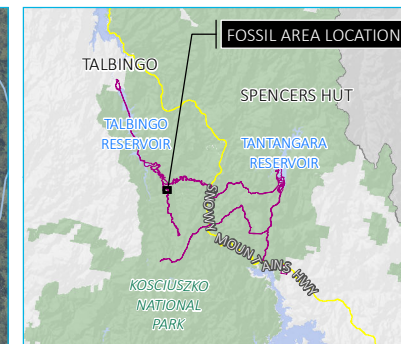 FOSSIL AREA LOCATION
TALBINGO
SPENCERS HUT
TALBINGO
RESERVOIR
TANTANGARA
RESERVOIR
SNOWY MOUNTAINS HWY
KOSCIUSZKO
NATIONAL
PARK